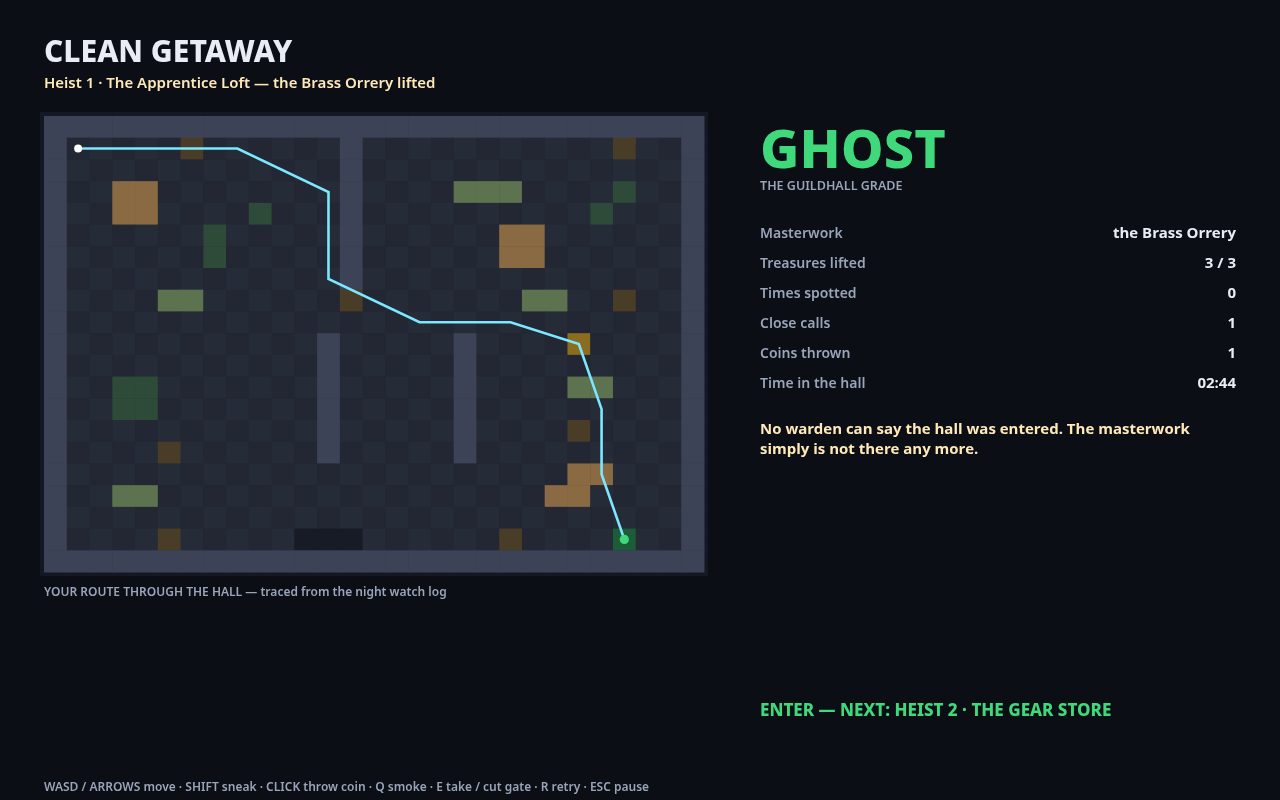 CLEAN GETAWAY
Heist 1 · The Apprentice Loft — the Brass Orrery lifted
GHOST
THE GUILDHALL GRADE
Masterwork the Brass Orrery
Treasures lifted 3 / 3
Times spotted 0
Close calls 1
Coins thrown 1
Time in the hall 02:44
No warden can say the hall was entered. The masterwork
simply is not there any more.
YOUR ROUTE THROUGH THE HALL — traced from the night watch log
ENTER — NEXT: HEIST 2 · THE GEAR STORE
WASD / ARROWS move · SHIFT sneak · CLICK throw coin · Q smoke · E take / cut gate · R retry · ESC pause